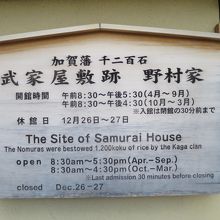 加賀藩 千二百石
武家屋敷跡 野村家
開館時間 午前8:30～午後5:30(4月～9月)
午前8:30～午後4:30(10月～3月)
※入館は閉館の30分前まで
休館日 12月26日～27日
The Site of Samurai House
The Nomuras were bestowed 1.200koku of rice by the Kaga clan
open 8:30am～5:30pm(Apr.-Sep.)
8:30am～4:30pm(Oct.-Mar.)
※Last admission 30 minutes before closing
closed Dec.26-27